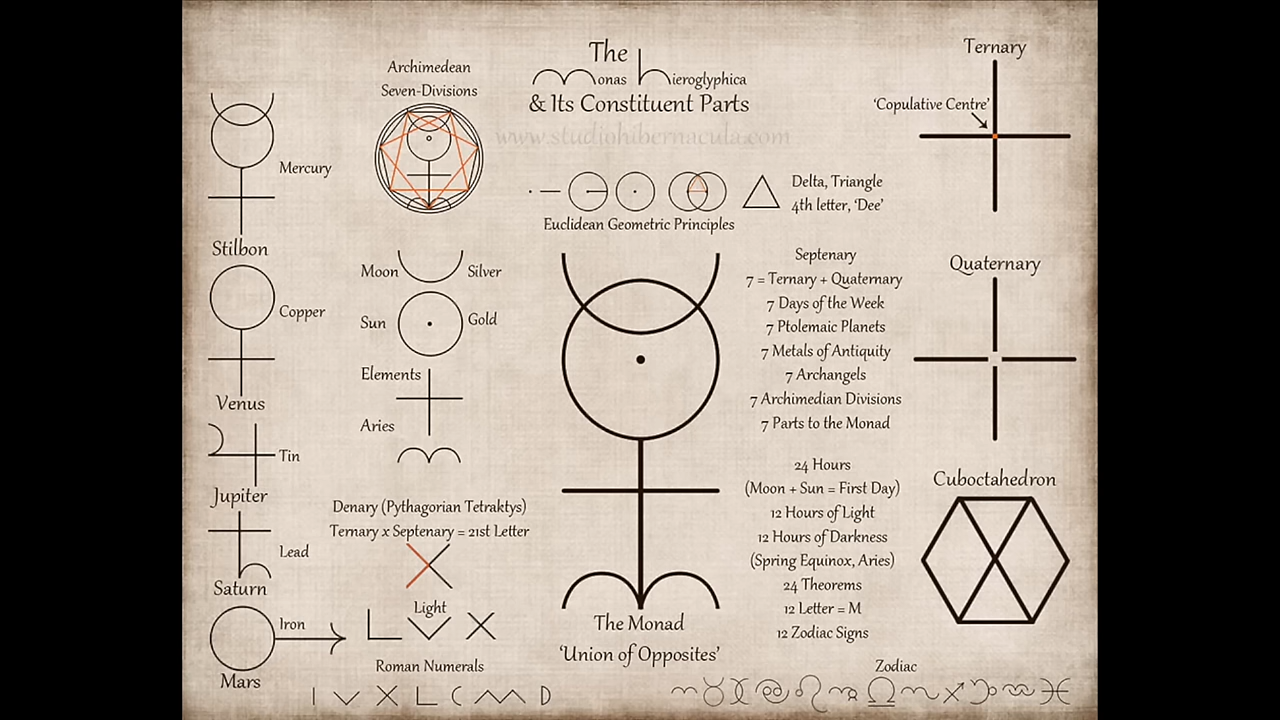 The Monas Hieroglyphica
& Its Constituent Parts
www.studiohibernacula.com
Mercury
Stilbon
Copper
Venus
Tin
Jupiter
Lead
Saturn
Iron
Mars
Archimedean
Seven-Divisions
Moon
Silver
Sun
Gold
Elements
Aries
Denary (Pythagorian Tetraktys)
Ternary x Septenary = 21st Letter
Light
L V X
Roman Numerals
I V X L C M D
Euclidean Geometric Principles
Delta, Triangle
4th letter, ‘Dee’
The Monad
‘Union of Opposites’
Septenary
7 = Ternary + Quaternary
7 Days of the Week
7 Ptolemaic Planets
7 Metals of Antiquity
7 Archangels
7 Archimedian Divisions
7 Parts to the Monad
24 Hours
(Moon + Sun = First Day)
12 Hours of Light
12 Hours of Darkness
(Spring Equinox, Aries)
24 Theorems
12 Letter = M
12 Zodiac Signs
Zodiac
Ternary
‘Copulative Centre’
Quaternary
Cuboctahedron